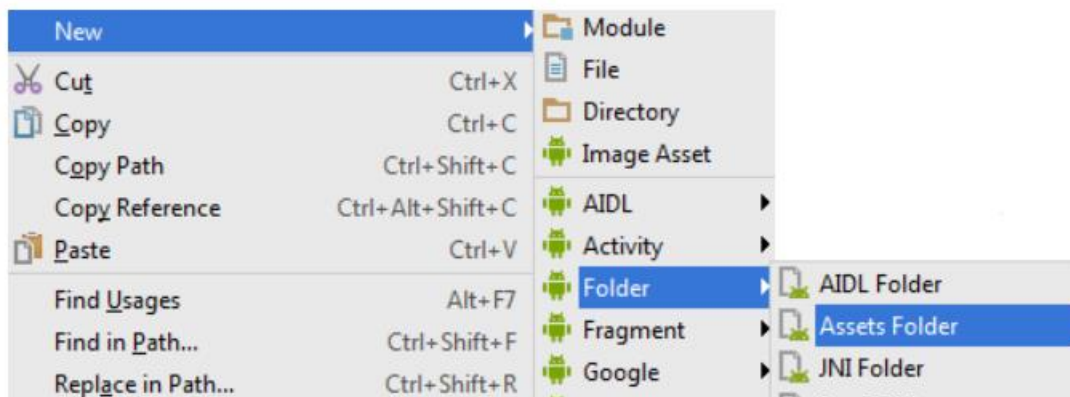 New
Cut Ctrl+X
Copy Ctrl+C
Copy Path Ctrl+Shift+C
Copy Reference Ctrl+Alt+Shift+C
Paste Ctrl+V
Find Usages Alt+F7
Find in Path... Ctrl+Shift+F
Replace in Path... Ctrl+Shift+R
Module
File
Directory
Image Asset
AIDL
Activity
Folder
Fragment
Google
AIDL Folder
Assets Folder
JNI Folder